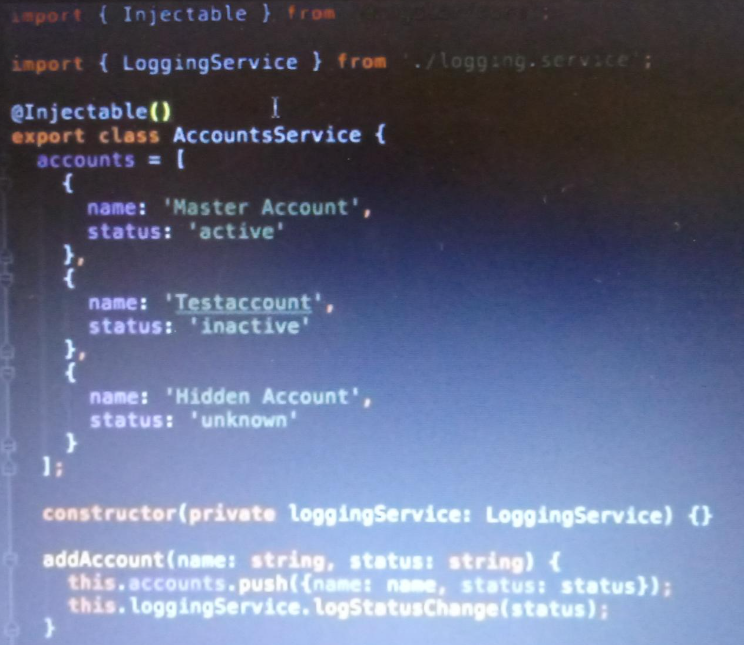 import { Injectable } from
import { LoggingService } from './logging.service';
@Injectable()
export class AccountsService {
accounts = [
{
name: 'Master Account',
status: 'active'
},
{
name: 'Testaccount',
status: 'inactive'
},
{
name: 'Hidden Account',
status: 'unknown'
}
];
constructor(private loggingService: LoggingService) {}
addAccount(name: string, status: string) {
this.accounts.push({name: name, status: status});
this.loggingService.logStatusChange(status);
}